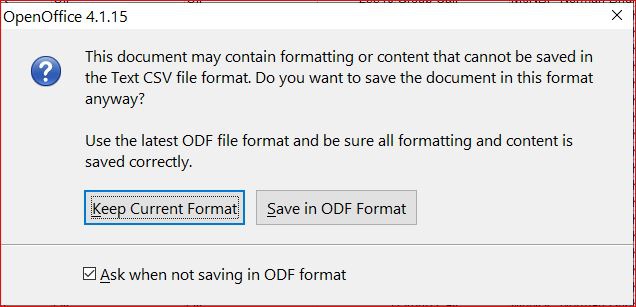 OpenOffice 4.1.15
This document may contain formatting or content that cannot be saved in
the Text CSV file format. Do you want to save the document in this format
anyway?
Use the latest ODF file format and be sure all formatting and content is
saved correctly.
Keep Current Format
Save in ODF Format
Ask when not saving in ODF format